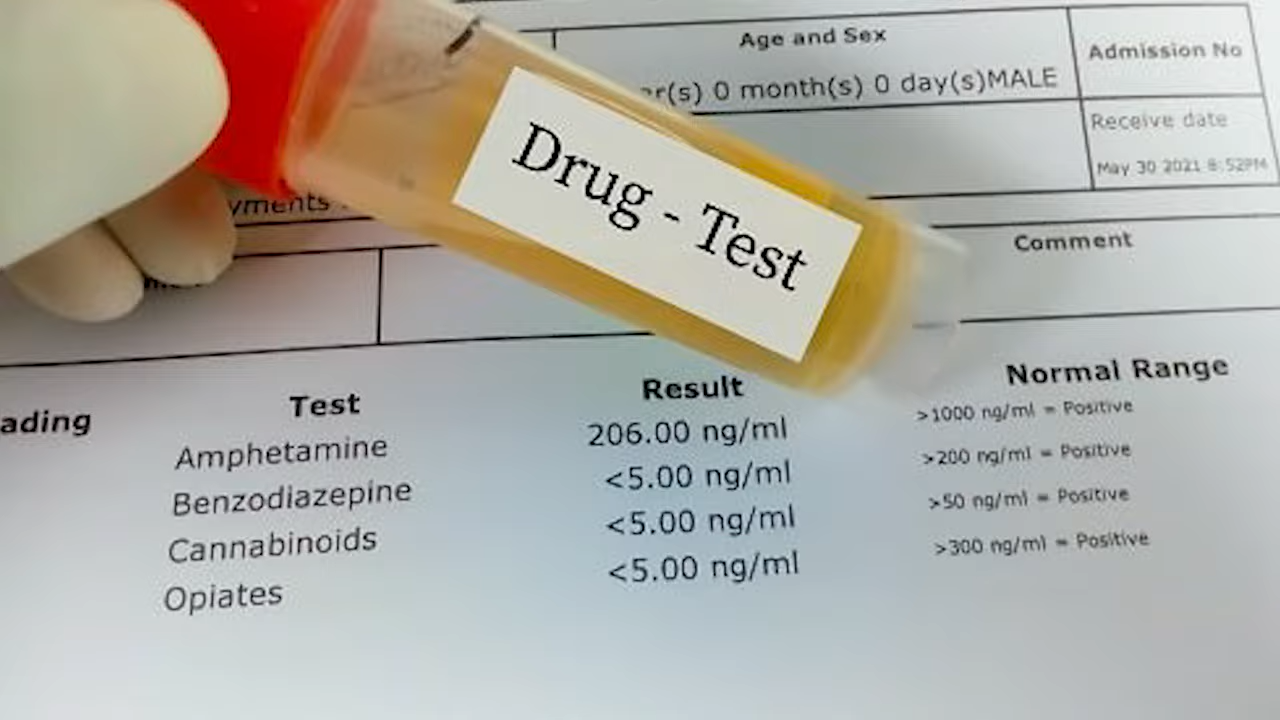 Age and Sex
Admission No
r(s) 0 month(s) 0 day(s)MALE
Receive date
May 30 2021 8:52PM
Drug - Test
yments
Comment
ading
Test
Result
Normal Range
Amphetamine
206.00 ng/ml
>1000 ng/ml = Positive
Benzodiazepine
<5.00 ng/ml
>200 ng/ml = Positive
Cannabinoids
<5.00 ng/ml
>50 ng/ml = Positive
Opiates
<5.00 ng/ml
>300 ng/ml = Positive